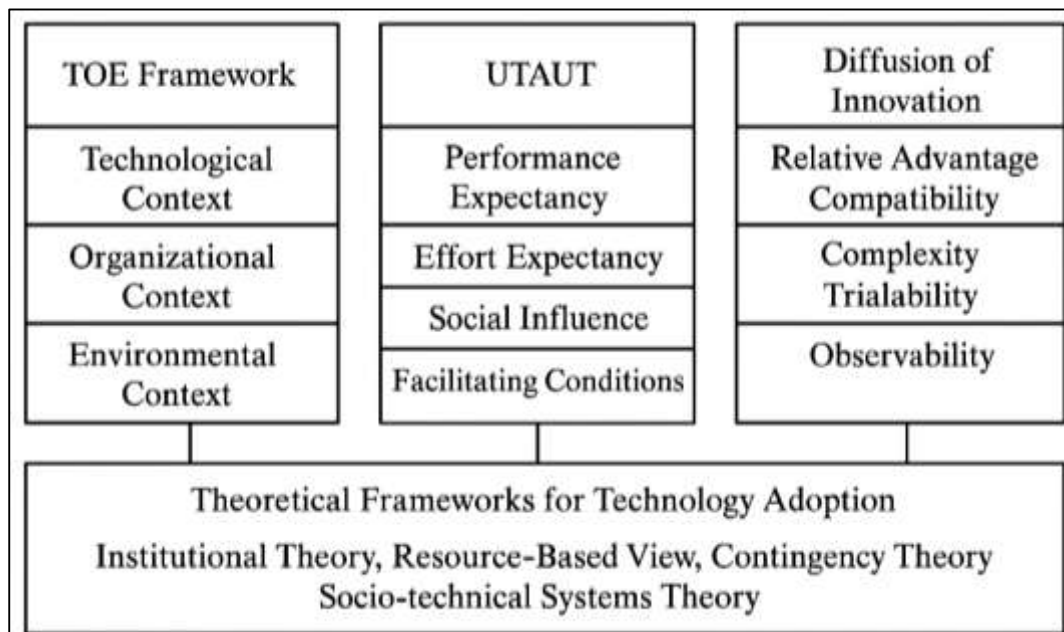 TOE Framework
Technological
Context
Organizational
Context
Environmental
Context
UTAUT
Performance
Expectancy
Effort Expectancy
Social Influence
Facilitating Conditions
Diffusion of
Innovation
Relative Advantage
Compatibility
Complexity
Trialability
Observability
Theoretical Frameworks for Technology Adoption
Institutional Theory, Resource-Based View, Contingency Theory
Socio-technical Systems Theory